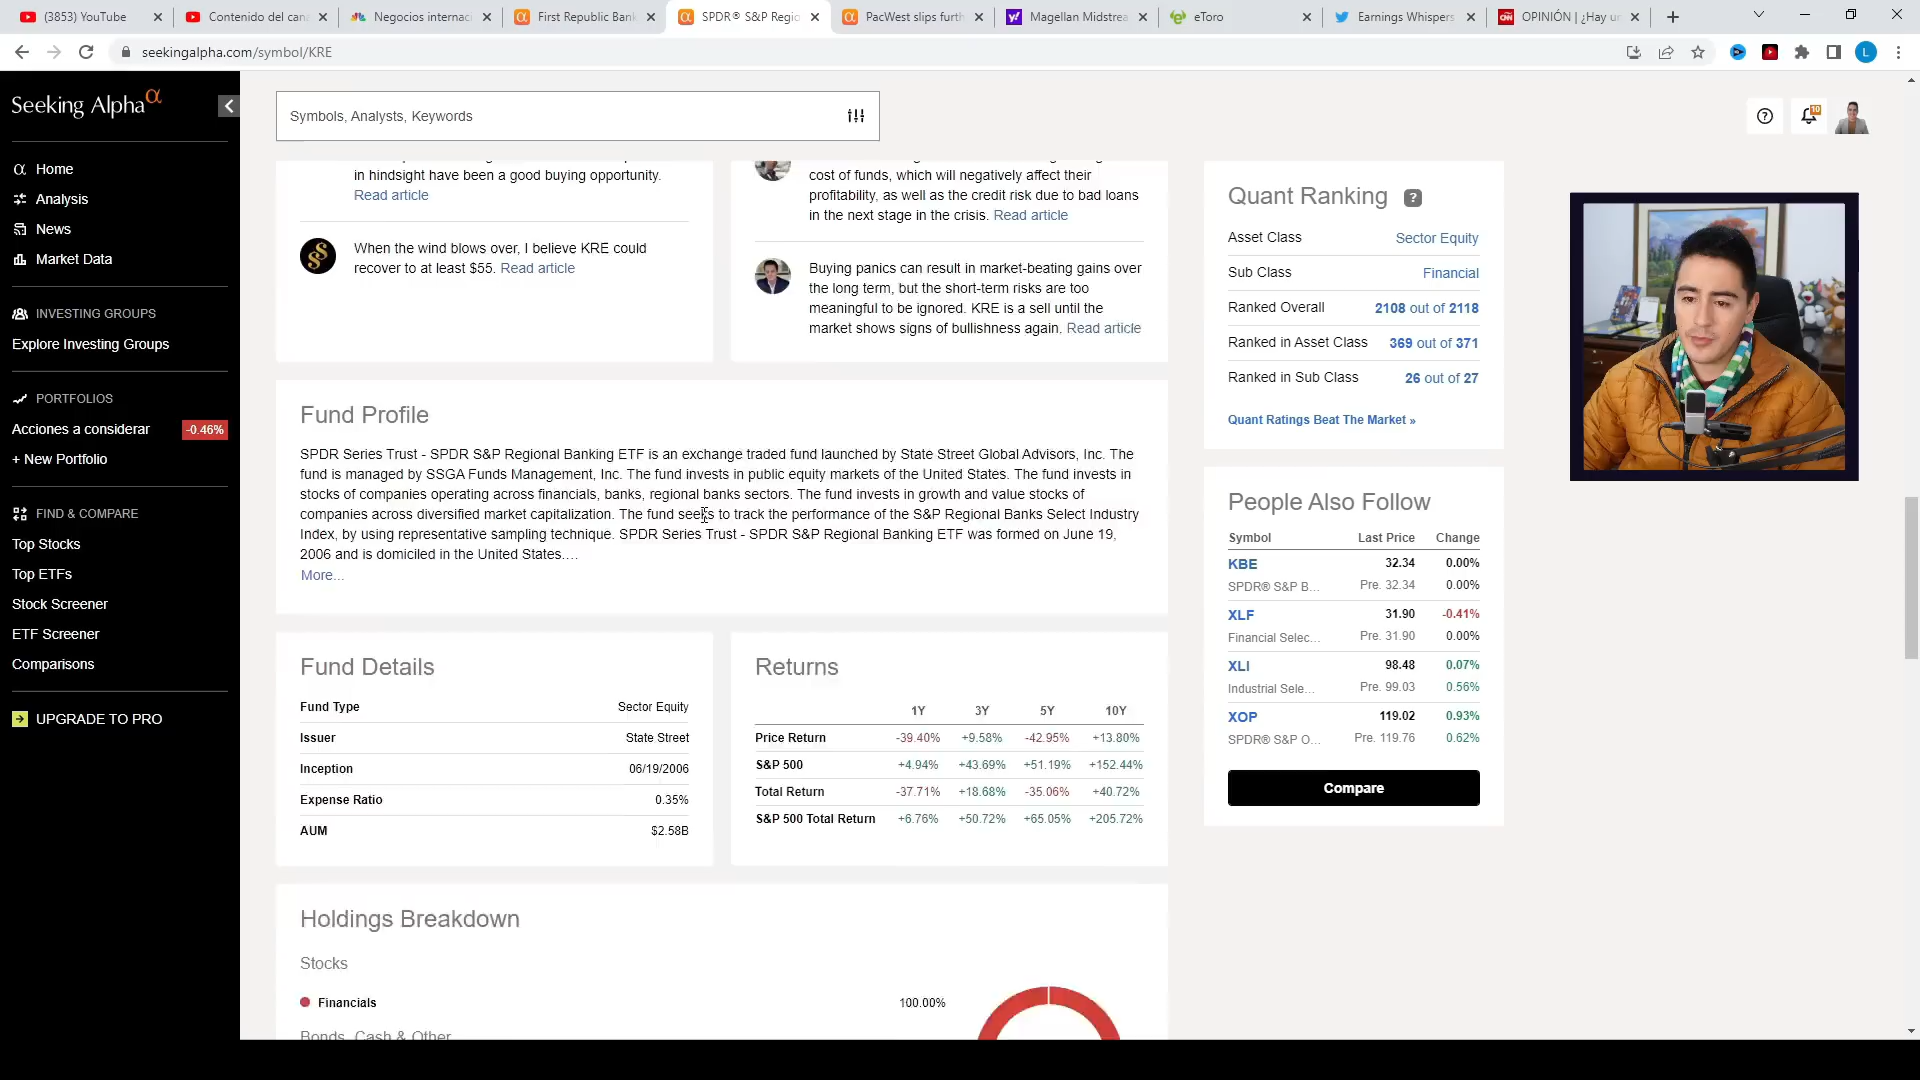 (3853) YouTube
Contenido del cana
Negocios internaci
First Republic Bank
SPDR® S&P Regio
PacWest slips furth
Magellan Midstrea
eToro
Earnings Whispers
OPINIÓN | ¿Hay un
seekingalpha.com/symbol/KRE
L
Seeking Alpha α
Symbols, Analysts, Keywords
10
Home
Analysis
News
Market Data
INVESTING GROUPS
Explore Investing Groups
PORTFOLIOS
Acciones a considerar -0.46%
+ New Portfolio
FIND & COMPARE
Top Stocks
Top ETFs
Stock Screener
ETF Screener
Comparisons
UPGRADE TO PRO
in hindsight have been a good buying opportunity.
Read article
When the wind blows over, I believe KRE could
recover to at least $55. Read article
cost of funds, which will negatively affect their
profitability, as well as the credit risk due to bad loans
in the next stage in the crisis. Read article
Buying panics can result in market-beating gains over
the long term, but the short-term risks are too
meaningful to be ignored. KRE is a sell until the
market shows signs of bullishness again. Read article
Quant Ranking ?
Asset Class Sector Equity
Sub Class Financial
Ranked Overall 2108 out of 2118
Ranked in Asset Class 369 out of 371
Ranked in Sub Class 26 out of 27
Quant Ratings Beat The Market »
Fund Profile
SPDR Series Trust - SPDR S&P Regional Banking ETF is an exchange traded fund launched by State Street Global Advisors, Inc. The
fund is managed by SSGA Funds Management, Inc. The fund invests in public equity markets of the United States. The fund invests in
stocks of companies operating across financials, banks, regional banks sectors. The fund invests in growth and value stocks of
companies across diversified market capitalization. The fund seeks to track the performance of the S&P Regional Banks Select Industry
Index, by using representative sampling technique. SPDR Series Trust - SPDR S&P Regional Banking ETF was formed on June 19,
2006 and is domiciled in the United States....
More...
People Also Follow
Symbol Last Price Change
KBE 32.34 0.00%
SPDR® S&P B... Pre. 32.34 0.00%
XLF 31.90 -0.41%
Financial Selec... Pre. 31.90 0.00%
XLI 98.48 0.07%
Industrial Sele... Pre. 99.03 0.56%
XOP 119.02 0.93%
SPDR® S&P O... Pre. 119.76 0.62%
Compare
Fund Details
Fund Type Sector Equity
Issuer State Street
Inception 06/19/2006
Expense Ratio 0.35%
AUM $2.58B
Returns
1Y 3Y 5Y 10Y
Price Return -39.40% +9.58% -42.95% +13.80%
S&P 500 +4.94% +43.69% +51.19% +152.44%
Total Return -37.71% +18.68% -35.06% +40.72%
S&P 500 Total Return +6.76% +50.72% +65.05% +205.72%
Holdings Breakdown
Stocks
Financials 100.00%
Bonds, Cash & Other